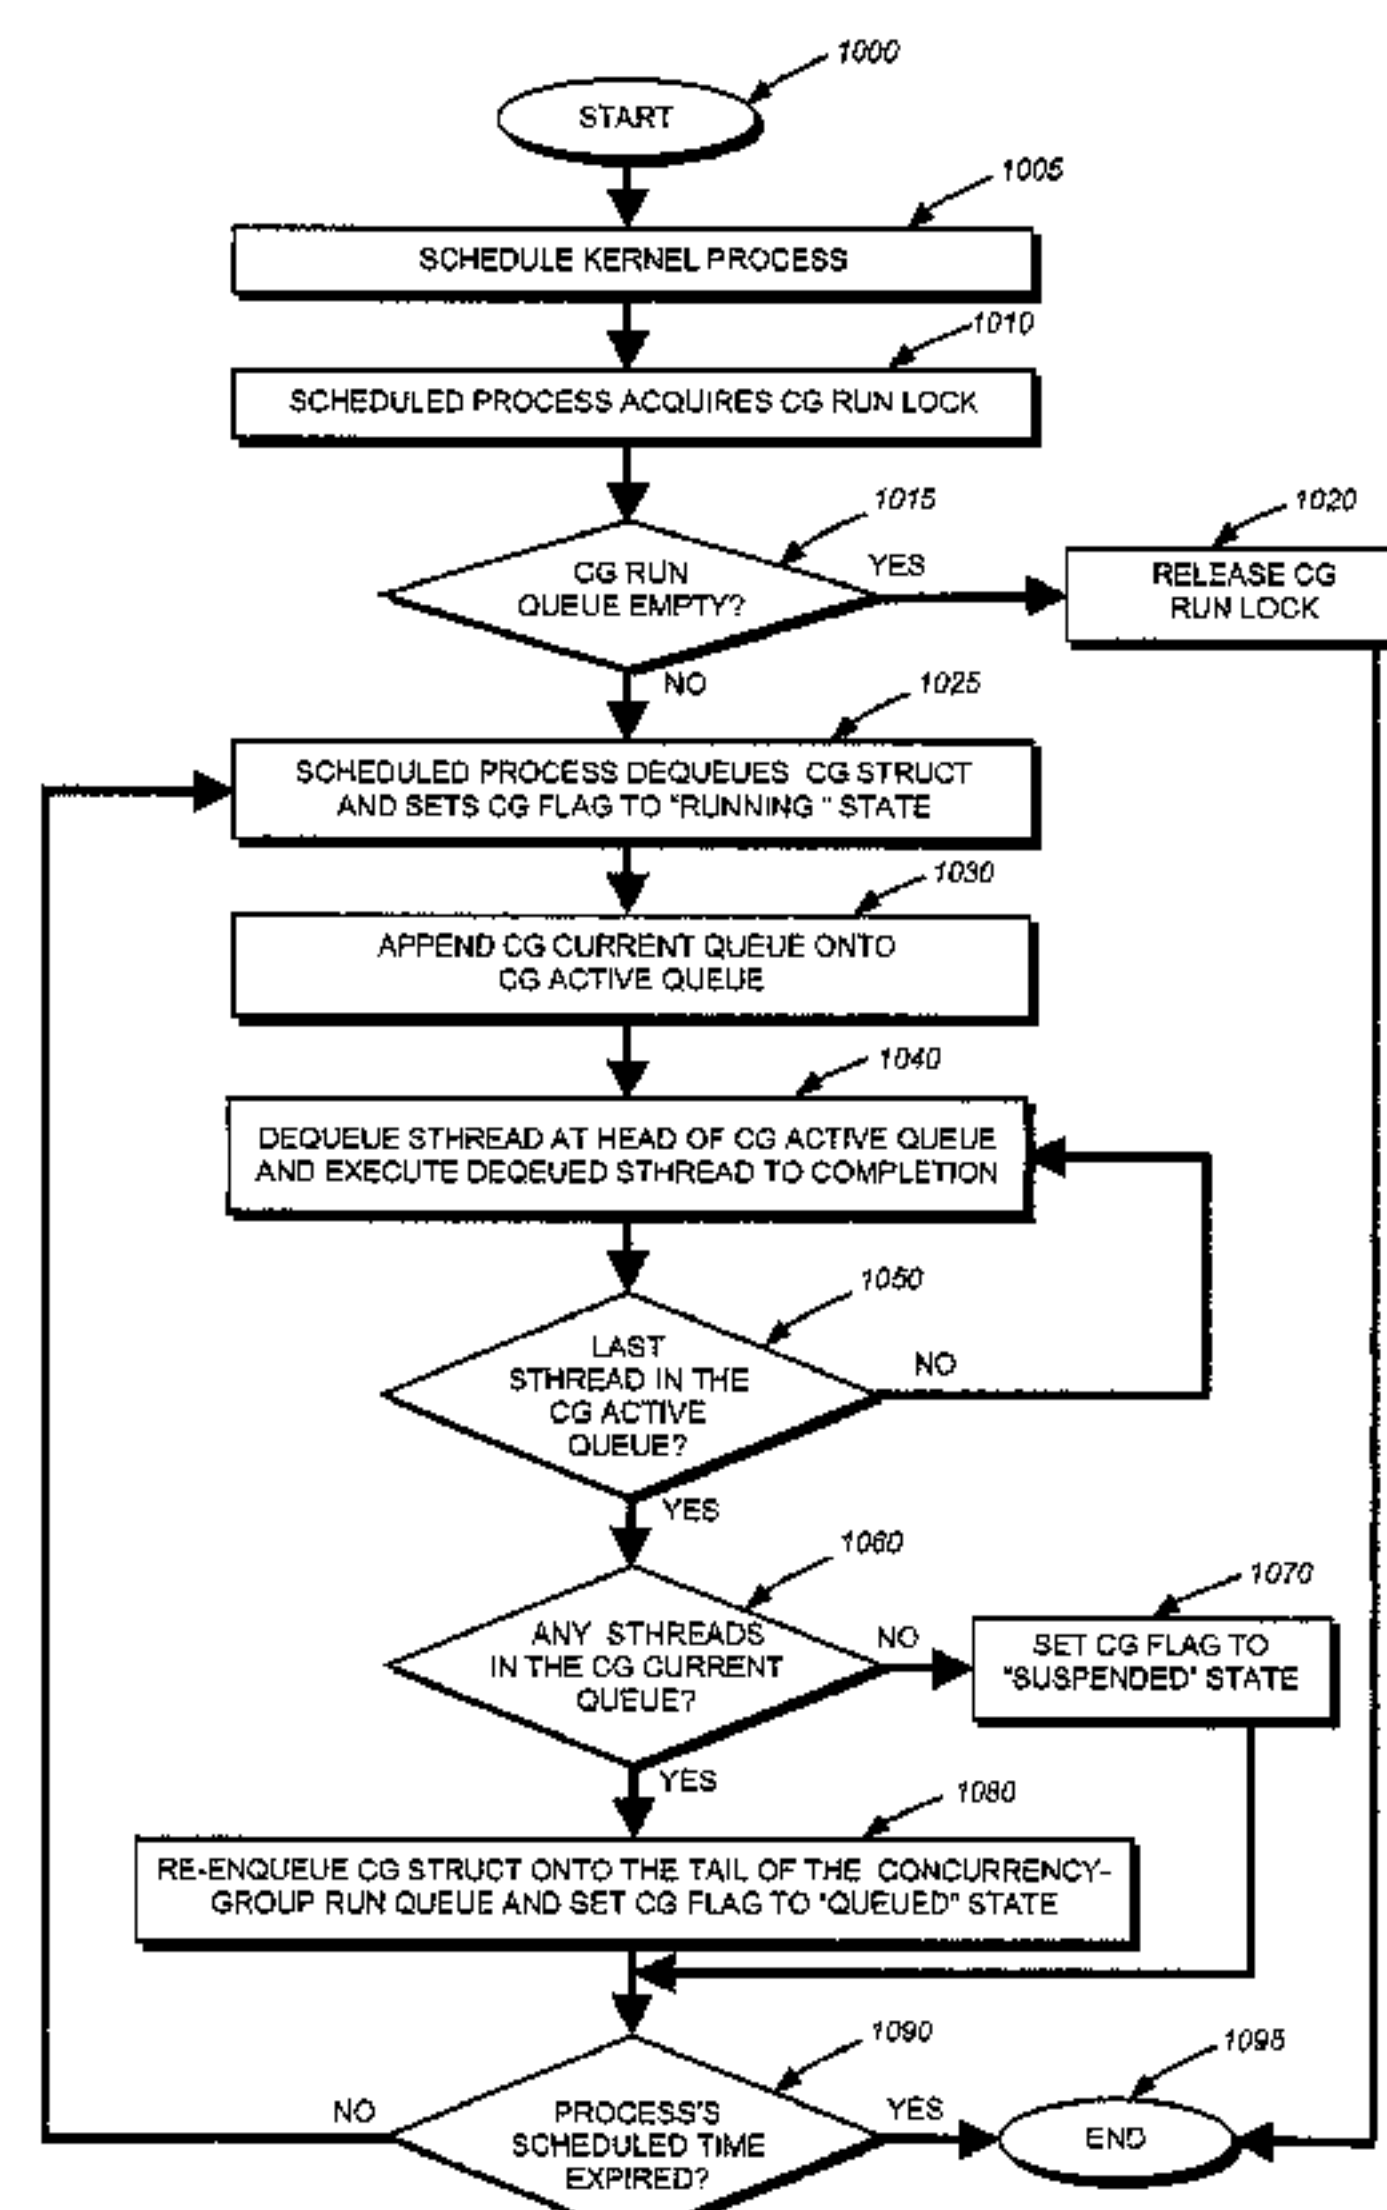 1000
START
1005
SCHEDULE KERNEL PROCESS
1010
SCHEDULED PROCESS ACQUIRES CG RUN LOCK
1015
CG RUN
QUEUE EMPTY?
YES
1020
RELEASE CG
RUN LOCK
NO
1025
SCHEDULED PROCESS DEQUEUES CG STRUCT
AND SETS CG FLAG TO "RUNNING " STATE
1030
APPEND CG CURRENT QUEUE ONTO
CG ACTIVE QUEUE
1040
DEQUEUE STHREAD AT HEAD OF CG ACTIVE QUEUE
AND EXECUTE DEQEUED STHREAD TO COMPLETION
1050
LAST
STHREAD IN THE
CG ACTIVE
QUEUE?
NO
YES
1060
ANY STHREADS
IN THE CG CURRENT
QUEUE?
NO
1070
SET CG FLAG TO
"SUSPENDED" STATE
YES
1080
RE-ENQUEUE CG STRUCT ONTO THE TAIL OF THE CONCURRENCY-
GROUP RUN QUEUE AND SET CG FLAG TO "QUEUED" STATE
1090
PROCESS'S
SCHEDULED TIME
EXPIRED?
NO
YES
1095
END